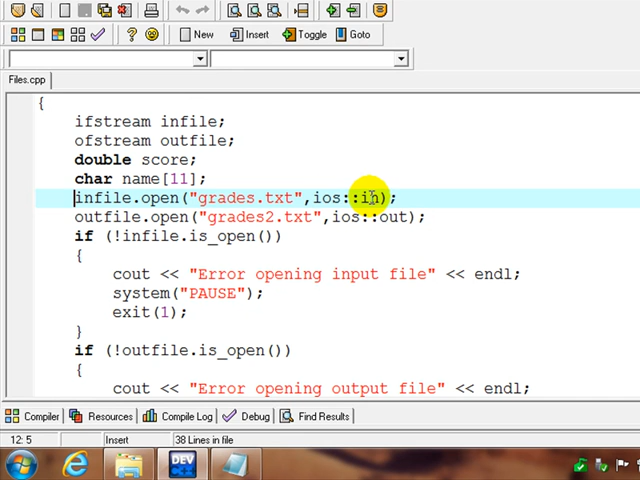 New Insert Toggle Goto
Files.cpp
{
ifstream infile;
ofstream outfile;
double score;
char name[11];
infile.open("grades.txt",ios::in);
outfile.open("grades2.txt",ios::out);
if (!infile.is_open())
{
cout << "Error opening input file" << endl;
system("PAUSE");
exit(1);
}
if (!outfile.is_open())
{
cout << "Error opening output file" << endl;
Compiler Resources Compile Log Debug Find Results
12: 5 Insert 38 Lines in file
DEV